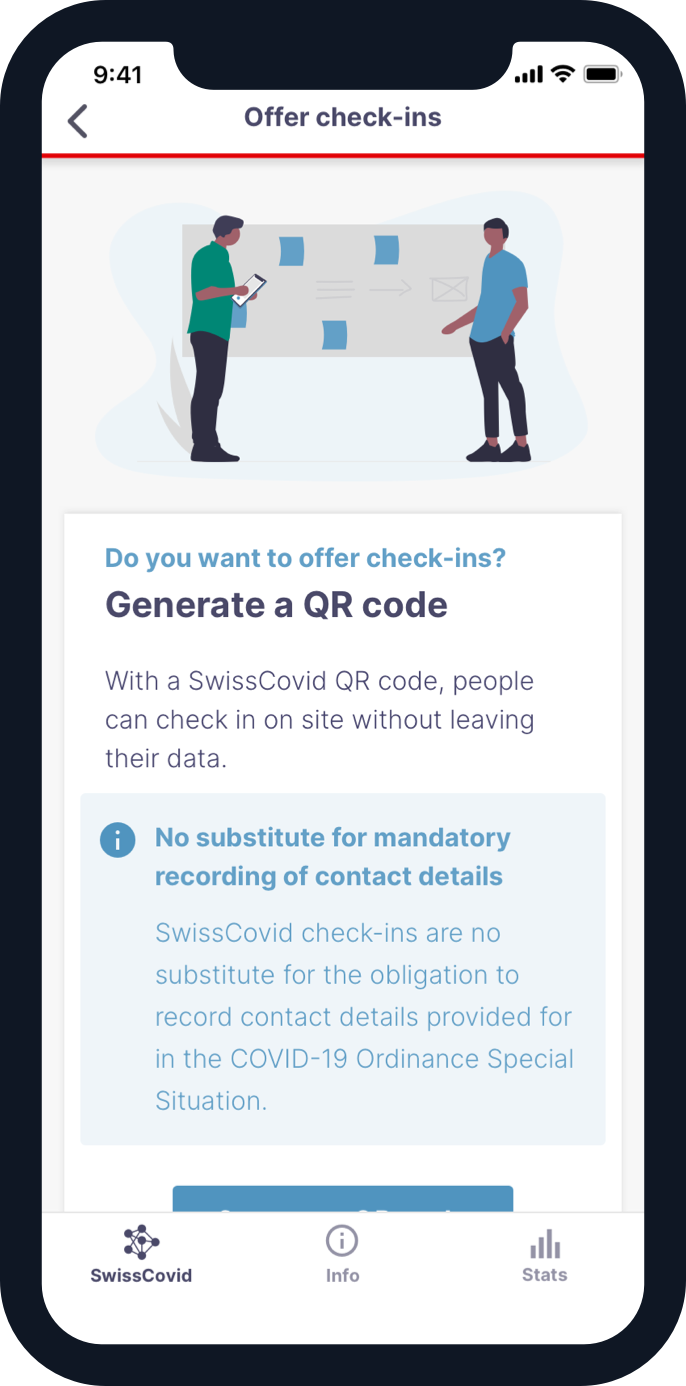 9:41
Offer check-ins
Do you want to offer check-ins?
Generate a QR code
With a SwissCovid QR code, people
can check in on site without leaving
their data.
No substitute for mandatory
recording of contact details
SwissCovid check-ins are no
substitute for the obligation to
record contact details provided for
in the COVID-19 Ordinance Special
Situation.
SwissCovid
Info
Stats